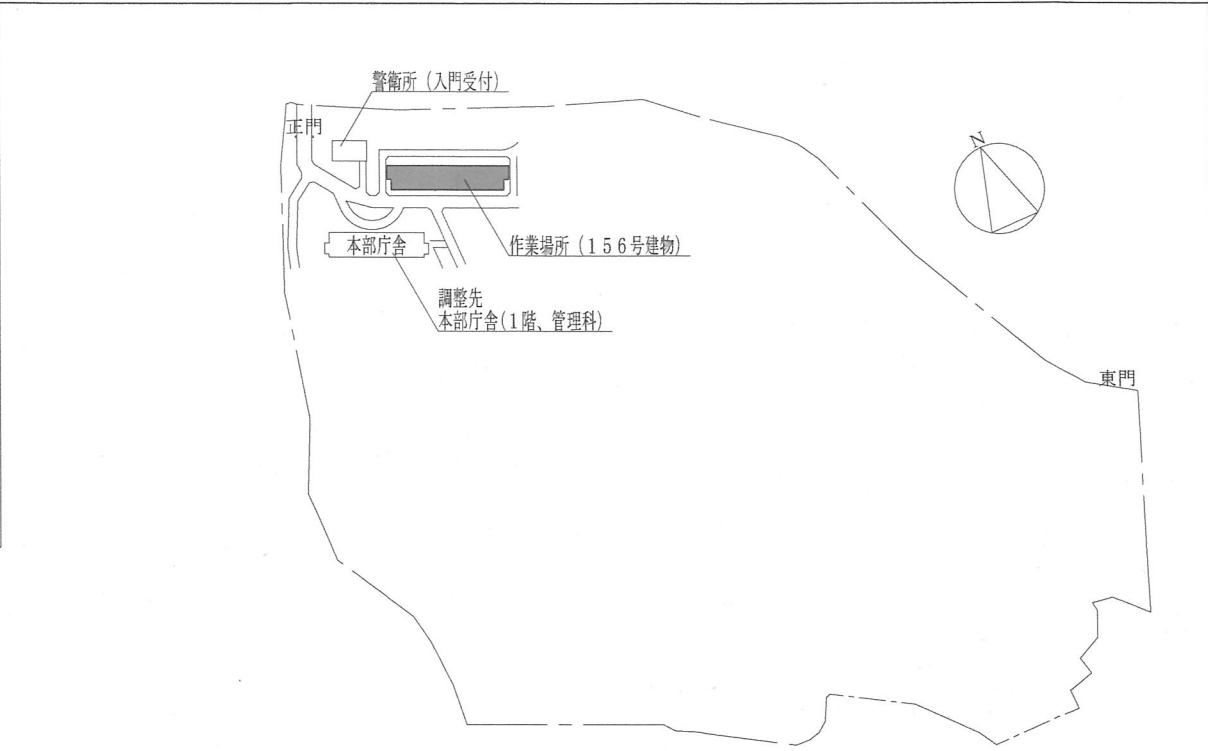 警衛所（入門受付）
正門
N
本部庁舎
作業場所（１５６号建物）
調整先
本部庁舎(１階、管理科)
東門